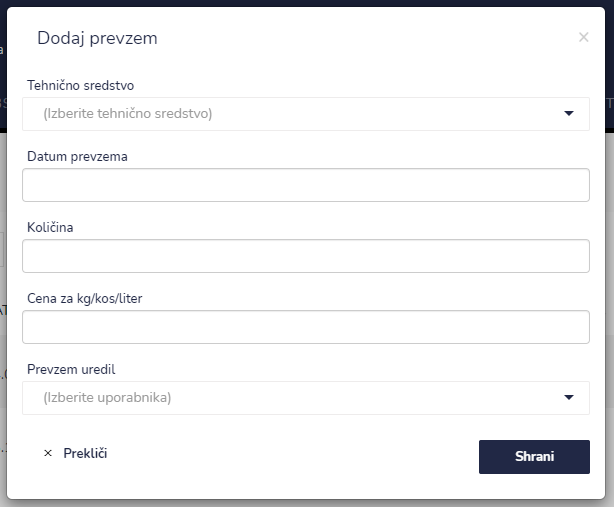 Dodaj prevzem
×
Tehnično sredstvo
(Izberite tehnično sredstvo)
Datum prevzema
Količina
Cena za kg/kos/liter
Prevzem uredil
(Izberite uporabnika)
× Prekliči
Shrani